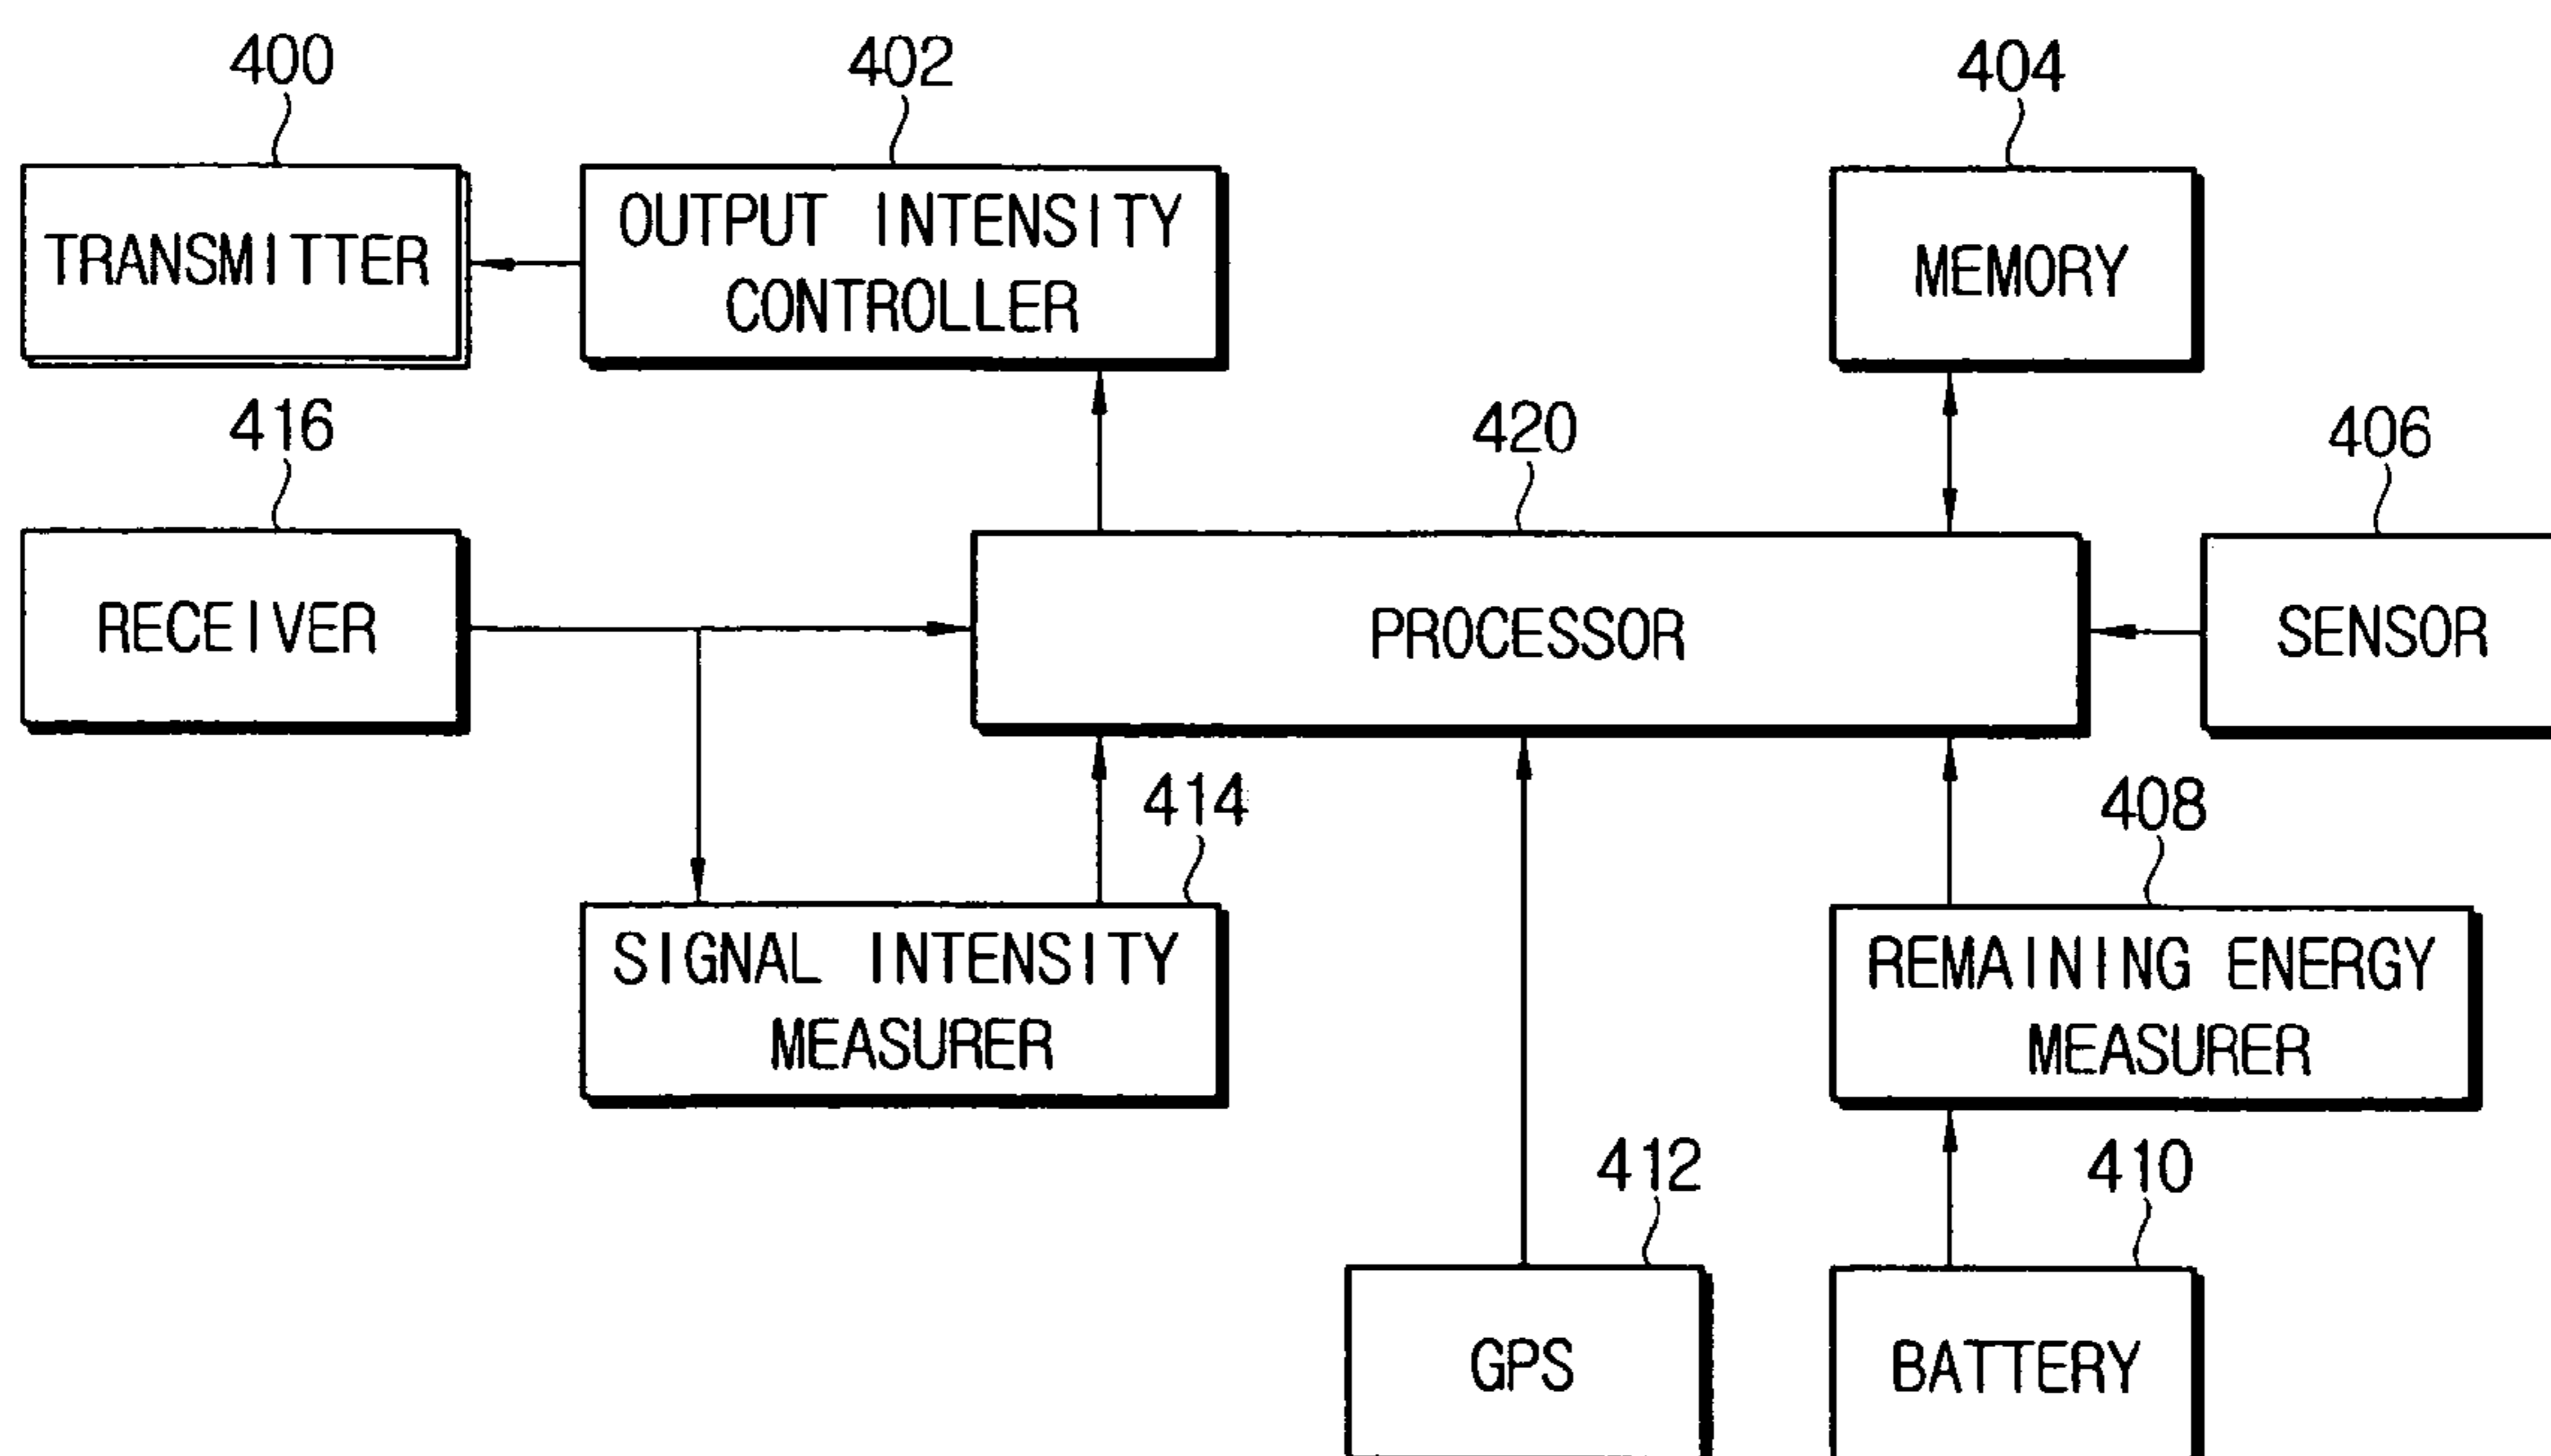 400
402
404
TRANSMITTER
OUTPUT INTENSITY
CONTROLLER
MEMORY
416
420
406
RECEIVER
PROCESSOR
SENSOR
414
408
SIGNAL INTENSITY
MEASURER
REMAINING ENERGY
MEASURER
412
410
GPS
BATTERY